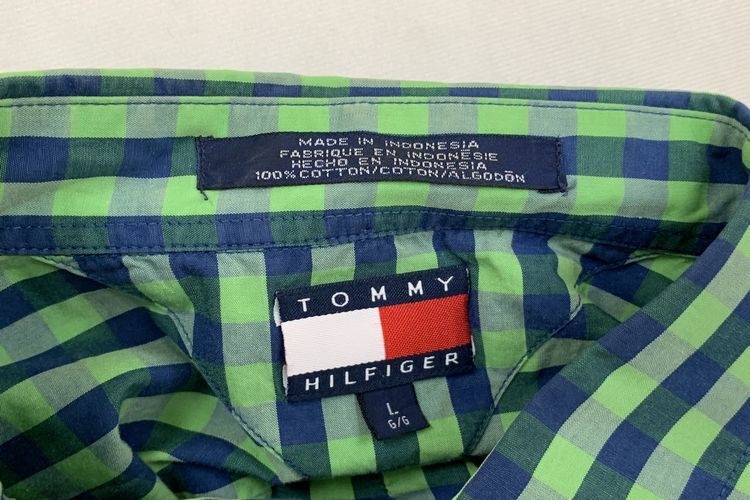 MADE IN INDONESIA
FABRIQUE EN INDONESIE
HECHO EN INDONESIA
100% COTTON/COTON/ALGODÓN
TOMMY
HILFIGER
L
G/G